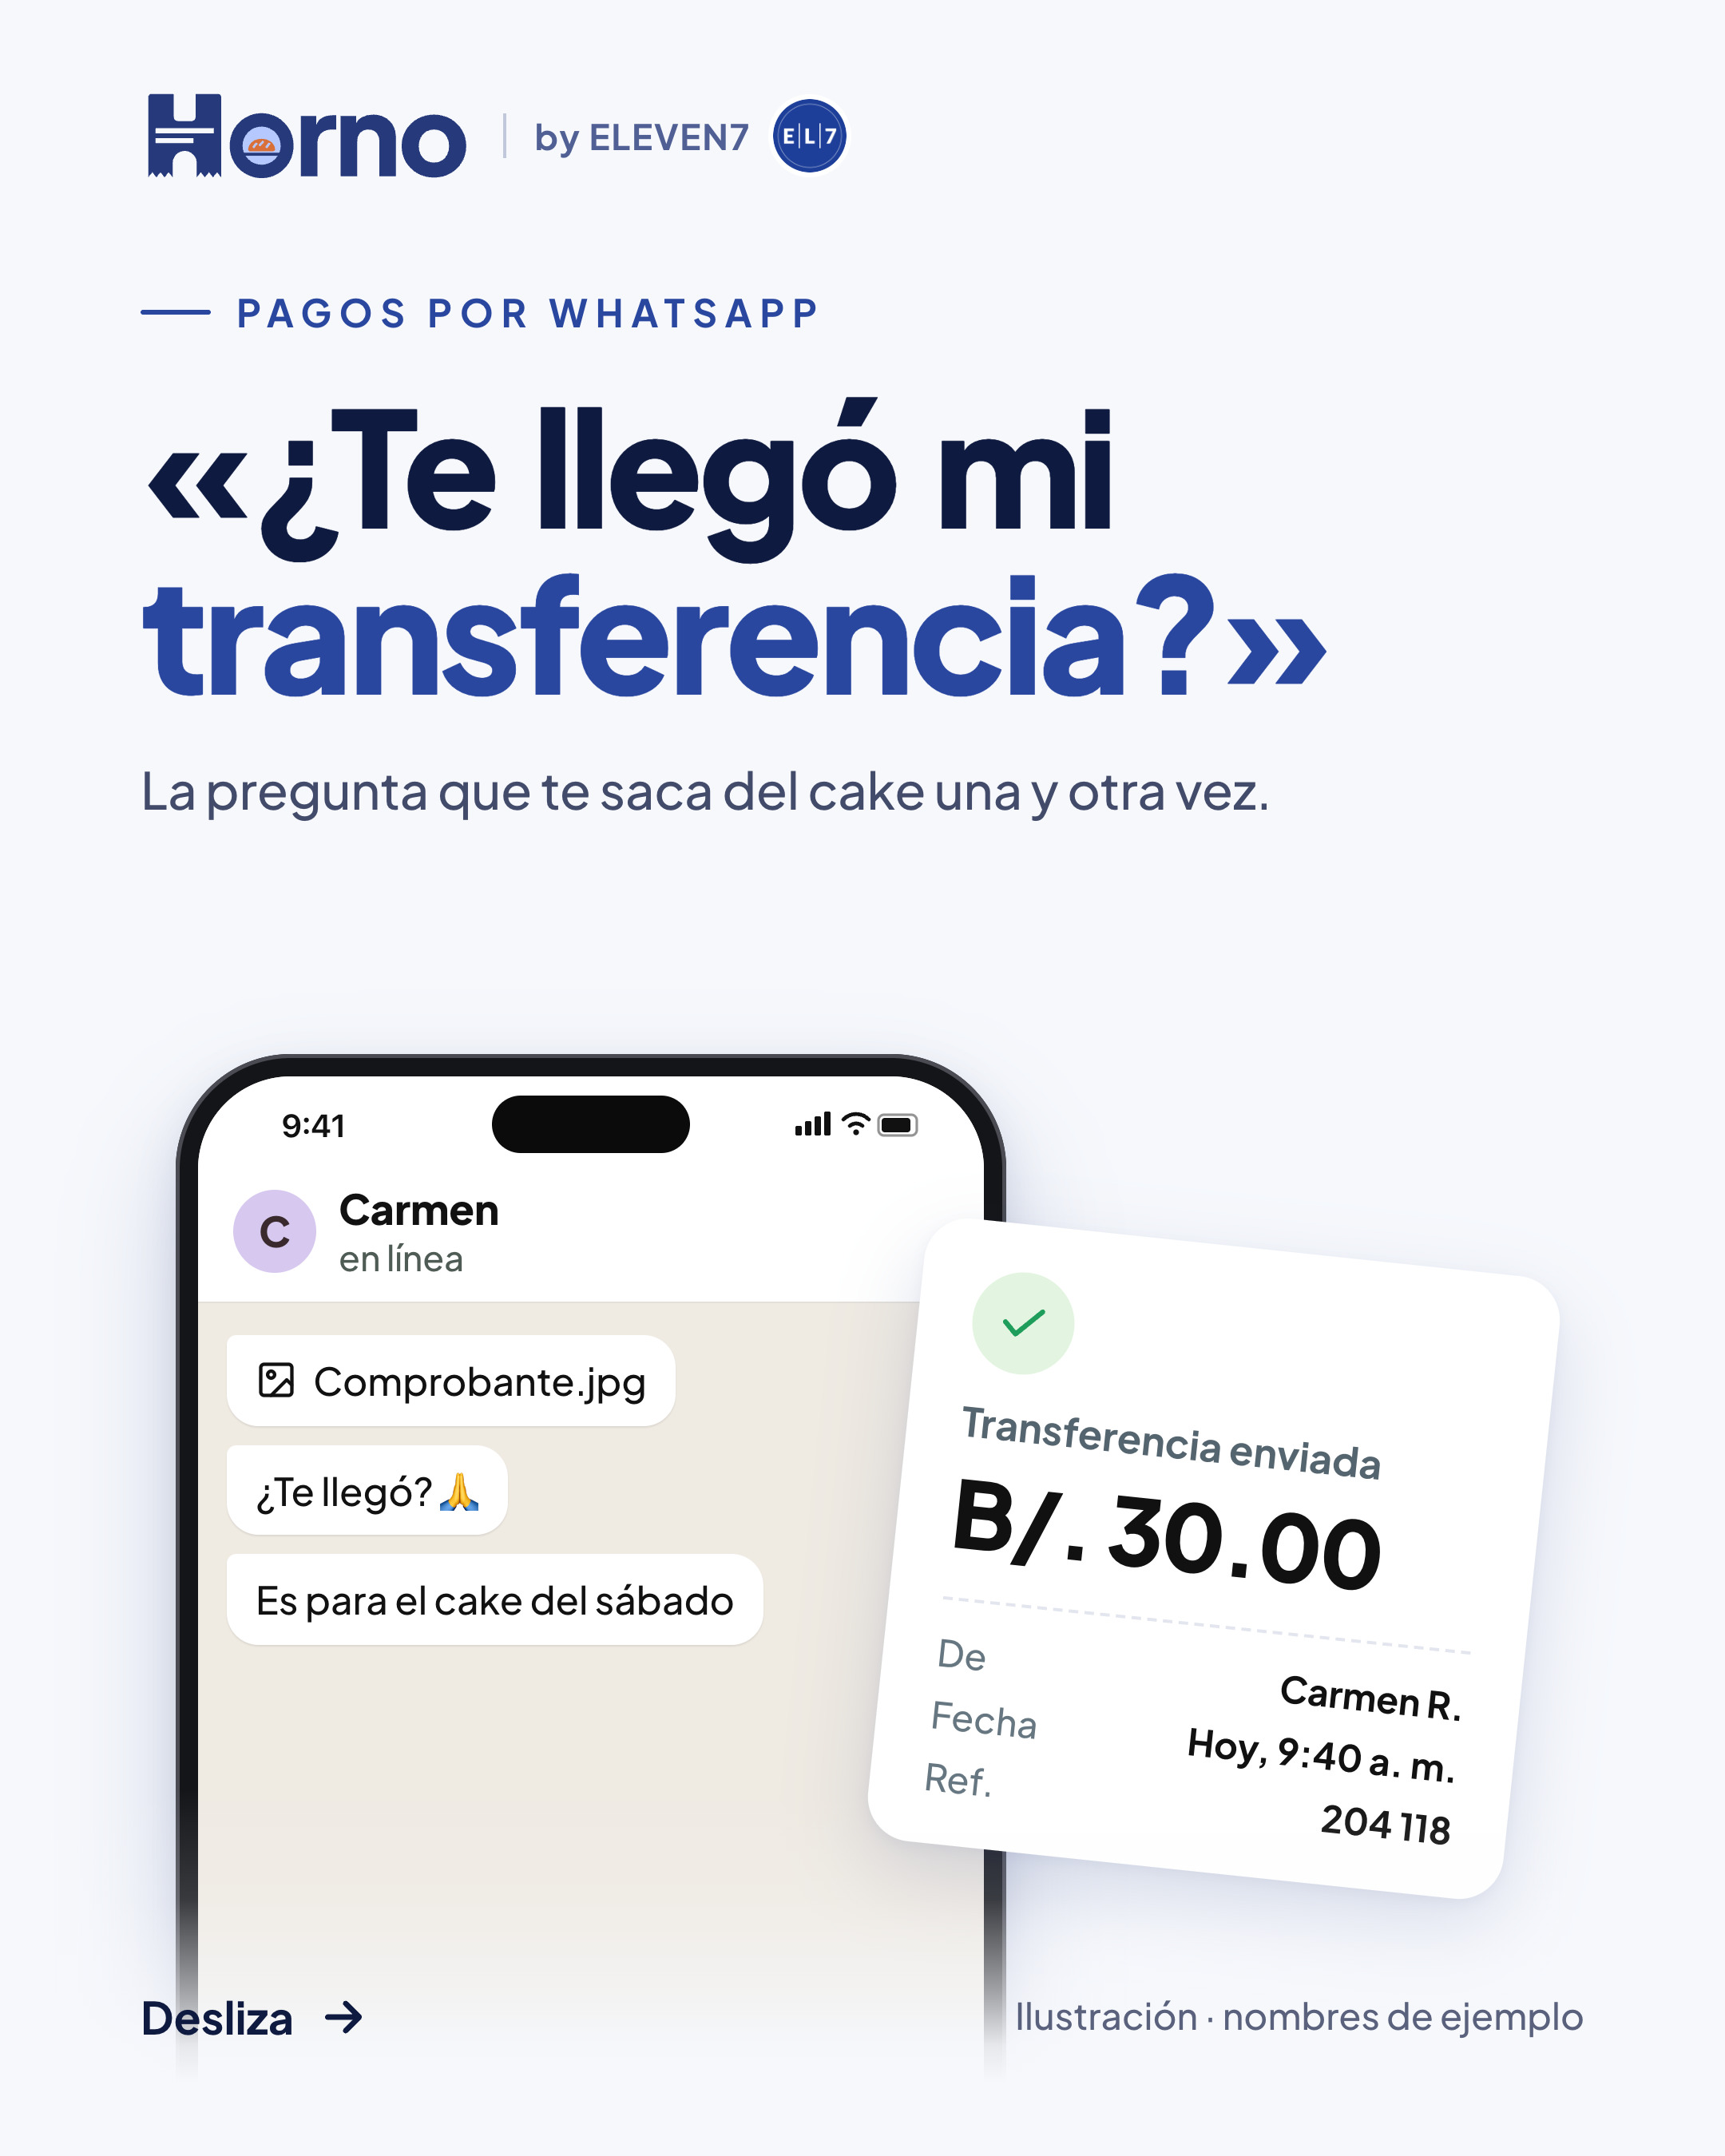 Horno | by ELEVEN7 E|L|7
PAGOS POR WHATSAPP
«¿Te llegó mi
transferencia?»
La pregunta que te saca del cake una y otra vez.
9:41
C
Carmen
en línea
Comprobante.jpg
¿Te llegó?🙏
Es para el cake del sábado
Transferencia enviada
B/. 30.00
De Carmen R.
Fecha Hoy, 9:40 a. m.
Ref. 204 118
Desliza →
Ilustración · nombres de ejemplo